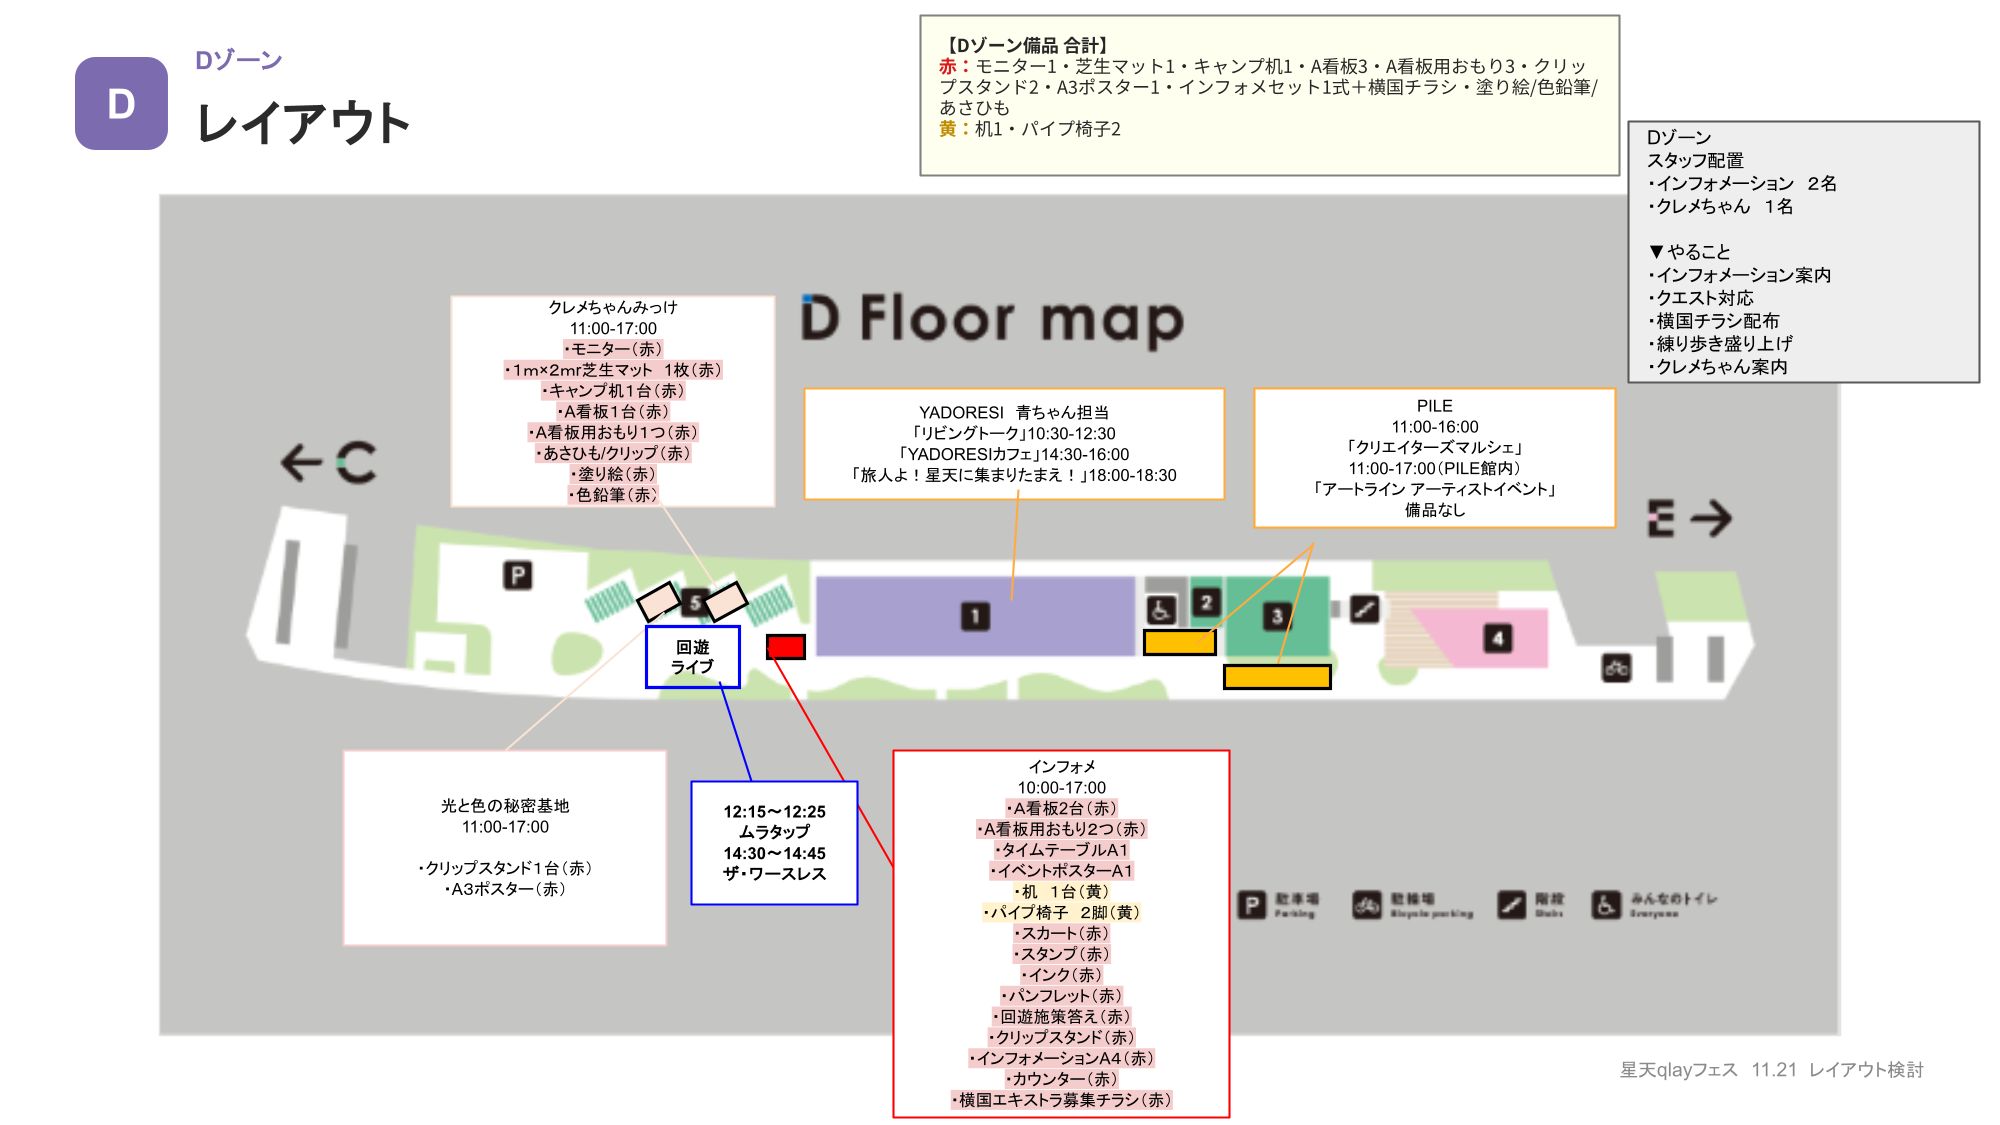 D
Dゾーン
レイアウト
【Dゾーン備品 合計】
赤：モニター1・芝生マット1・キャンプ机1・A看板3・A看板用おもり3・クリッ
プスタンド2・A3ポスター1・インフォメセット1式＋横国チラシ・塗り絵/色鉛筆/
あさひも
黄：机1・パイプ椅子2
Dゾーン
スタッフ配置
・インフォメーション　2名
・クレメちゃん　1名
▼やること
・インフォメーション案内
・クエスト対応
・横国チラシ配布
・練り歩き盛り上げ
・クレメちゃん案内
D Floor map
クレメちゃんみっけ
11:00-17:00
・モニター（赤）
・1m×2mr芝生マット　1枚（赤）
・キャンプ机1台（赤）
・A看板1台（赤）
・A看板用おもり1つ（赤）
・あさひも/クリップ（赤）
・塗り絵（赤）
・色鉛筆（赤）
YADORESI　青ちゃん担当
「リビングトーク」10:30-12:30
「YADORESIカフェ」14:30-16:00
「旅人よ！星天に集まりたまえ！」18:00-18:30
PILE
11:00-16:00
「クリエイターズマルシェ」
11:00-17:00（PILE館内）
「アートライン アーティストイベント」
備品なし
←C
E→
P
5
1
2
3
4
回遊
ライブ
光と色の秘密基地
11:00-17:00
・クリップスタンド1台（赤）
・A3ポスター（赤）
12:15～12:25
ムラタップ
14:30～14:45
ザ・ワースレス
インフォメ
10:00-17:00
・A看板2台（赤）
・A看板用おもり2つ（赤）
・タイムテーブルA1
・イベントポスターA1
・机　1台（黄）
・パイプ椅子　2脚（黄）
・スカート（赤）
・スタンプ（赤）
・インク（赤）
・パンフレット（赤）
・回遊施策答え（赤）
・クリップスタンド（赤）
・インフォメーションA4（赤）
・カウンター（赤）
・横国エキストラ募集チラシ（赤）
P 駐車場 Parking
駐輪場 Bicycle parking
階段 Stairs
みんなのトイレ Everyone
星天qlayフェス 11.21 レイアウト検討